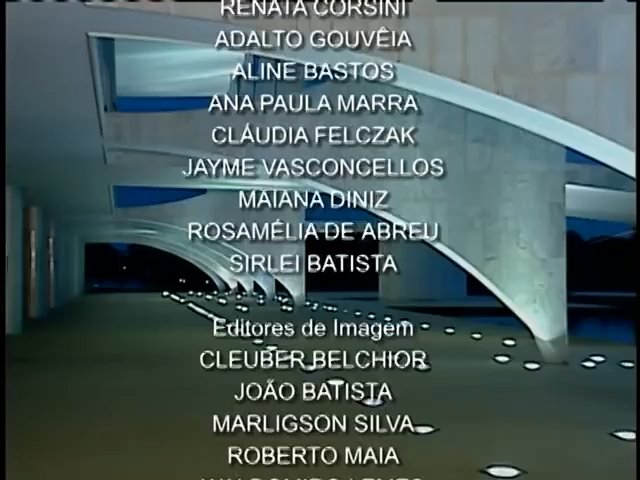 RENATA CORSINI
ADALTO GOUVÊIA
ALINE BASTOS
ANA PAULA MARRA
CLÁUDIA FELCZAK
JAYME VASCONCELLOS
MAIANA DINIZ
ROSAMÉLIA DE ABREU
SIRLEI BATISTA
Editores de Imagem
CLEUBER BELCHIOR
JOÃO BATISTA
MARLIGSON SILVA
ROBERTO MAIA